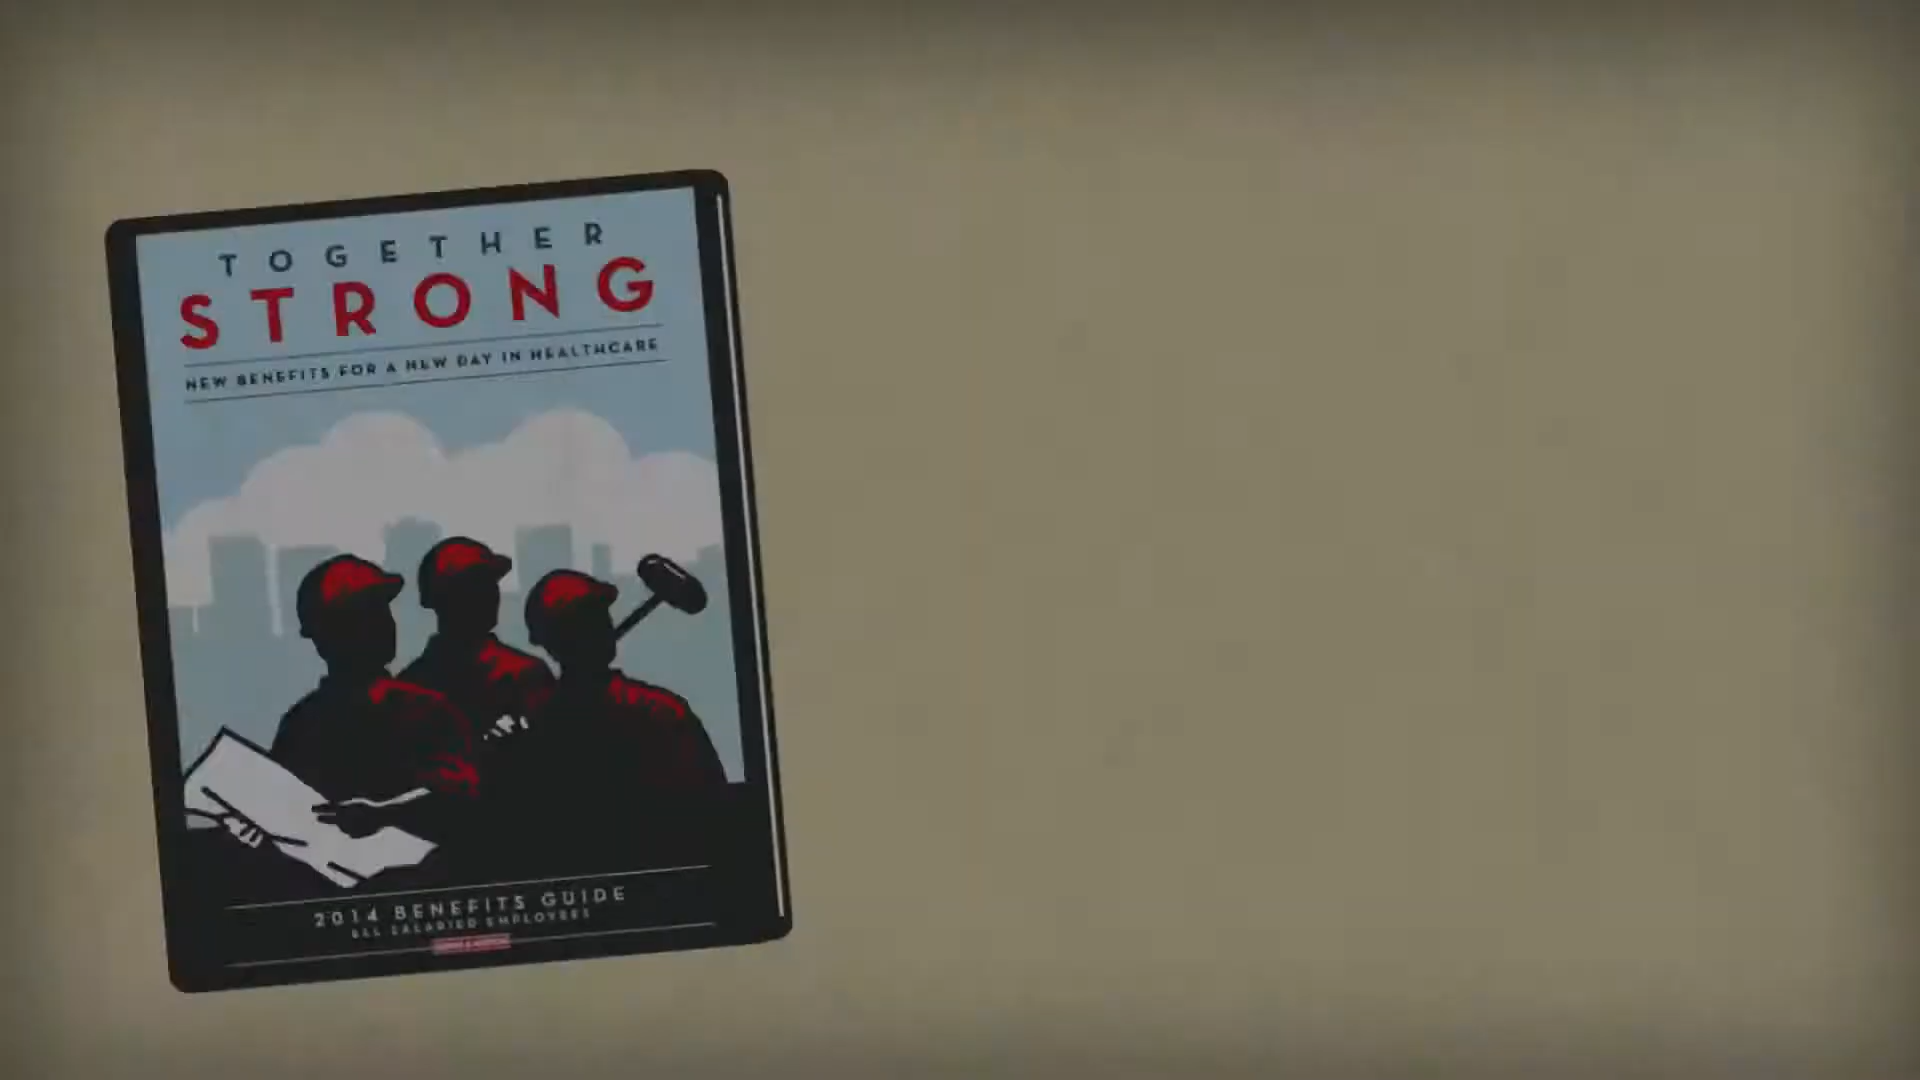 TOGETHER
STRONG
NEW BENEFITS FOR A NEW DAY IN HEALTHCARE
2014 BENEFITS GUIDE
ALL SALARIED EMPLOYEES